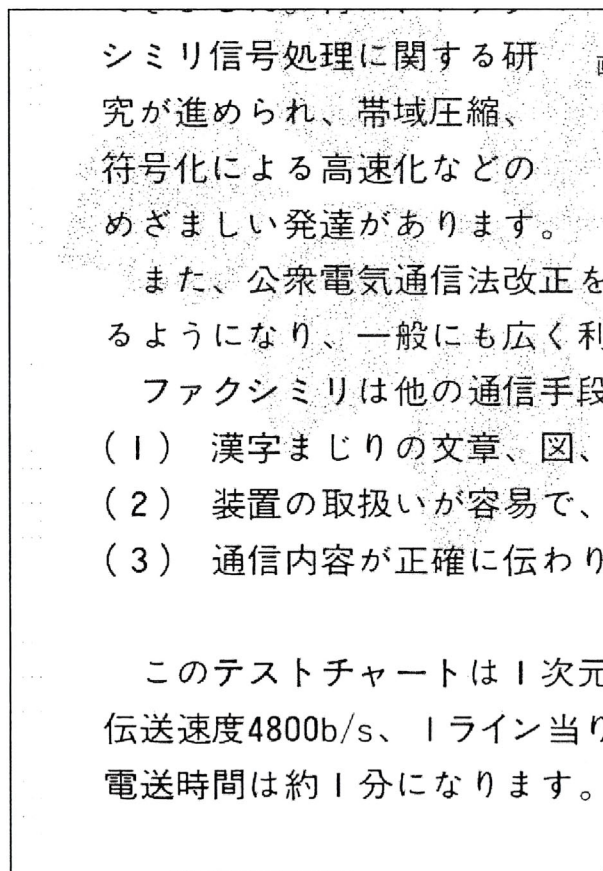 シミリ信号処理に関する研
究が進められ、帯域圧縮、
符号化による高速化などの
めざましい発達があります。
また、公衆電気通信法改正を
るようになり、一般にも広く利
ファクシミリは他の通信手段
(1) 漢字まじりの文章、図、
(2) 装置の取扱いが容易で、
(3) 通信内容が正確に伝わり
このテストチャートは1次元
伝送速度4800b/s、1ライン当り
電送時間は約1分になります。